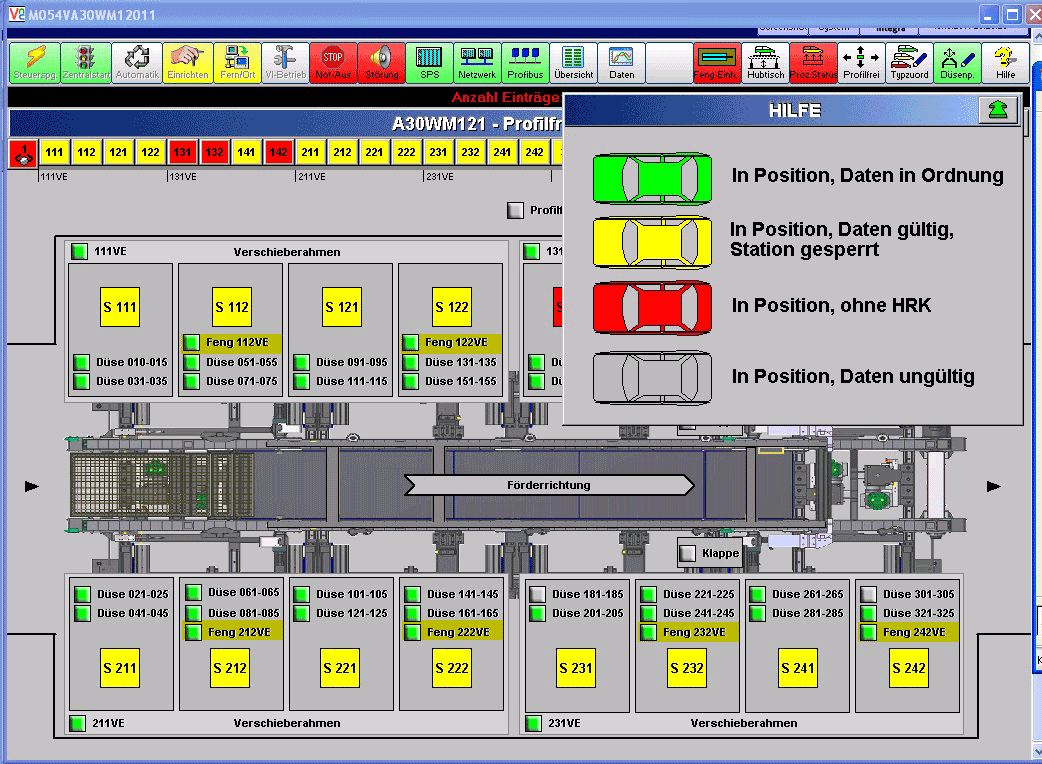 M054VA30WM12011
Steuerspg. Zentralstart Automatik Einrichten Fern/Ort VI-Betrieb Not-Aus Störung SPS Netzwerk Profibus Übersicht Daten Feng-Einh. Hubtisch Proz.Status Profilfrei Typzuord Düsenp. Hilfe
STOP
Anzahl Einträge
HILFE
A30WM121 - Profilfr
1 111 112 121 122 131 132 141 142 211 212 221 222 231 232 241 242
111VE 131VE 211VE 231VE
In Position, Daten in Ordnung
In Position, Daten gültig,
Station gesperrt
In Position, ohne HRK
In Position, Daten ungültig
Profilf
111VE Verschieberahmen 131
S 111 S 112 S 121 S 122 S
Feng 112VE Feng 122VE
Düse 010-015 Düse 051-055 Düse 091-095 Düse 131-135 Dü
Düse 031-035 Düse 071-075 Düse 111-115 Düse 151-155 Dü
Förderrichtung
Klappe
Düse 021-025 Düse 061-065 Düse 101-105 Düse 141-145 Düse 181-185 Düse 221-225 Düse 261-265 Düse 301-305
Düse 041-045 Düse 081-085 Düse 121-125 Düse 161-165 Düse 201-205 Düse 241-245 Düse 281-285 Düse 321-325
Feng 212VE Feng 222VE Feng 232VE Feng 242VE
S 211 S 212 S 221 S 222 S 231 S 232 S 241 S 242
211VE Verschieberahmen 231VE Verschieberahmen